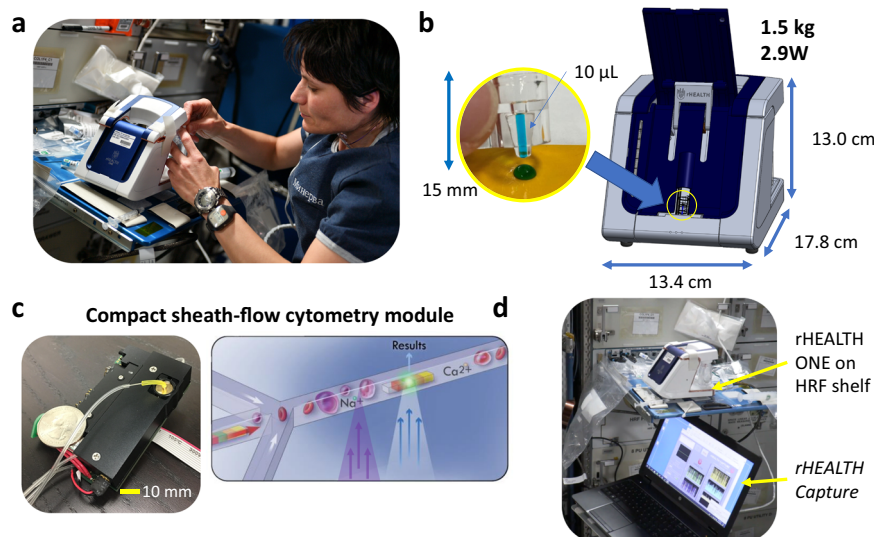 a
b
1.5 kg
2.9W
10 µL
rHEALTH
15 mm
13.0 cm
17.8 cm
13.4 cm
Минерва
c
Compact sheath-flow cytometry module
Results
Ca2+
Na+
10 mm
d
rHEALTH
ONE on
HRF shelf
rHEALTH
Capture